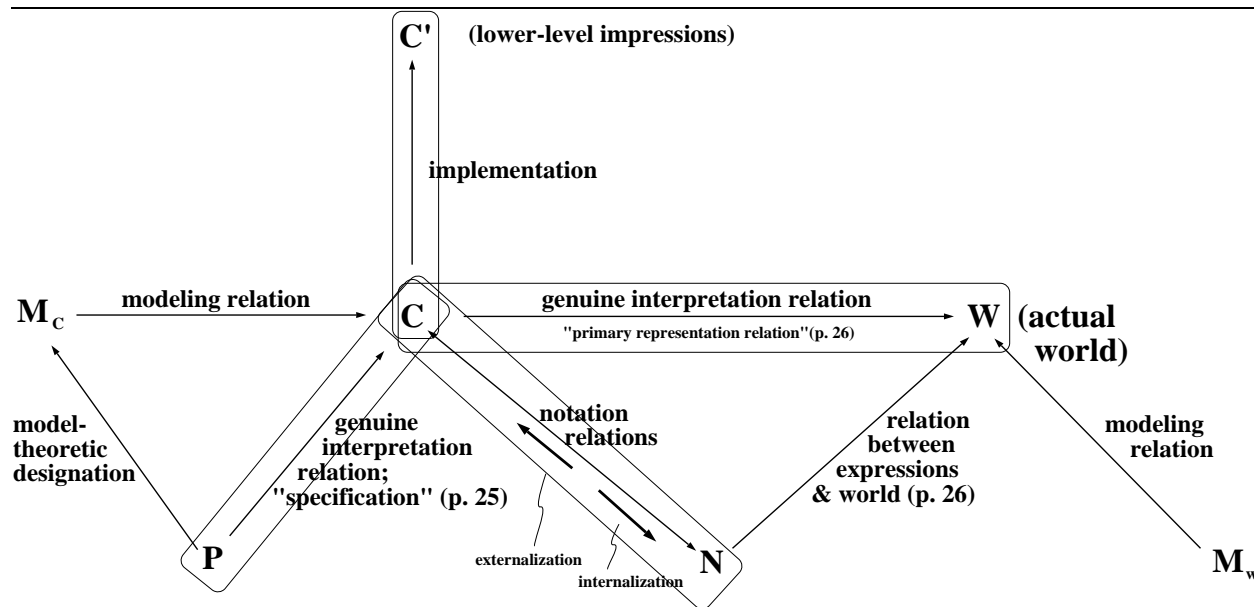 C' (lower-level impressions)
implementation
modeling relation
genuine interpretation relation
M C
C
"primary representation relation"(p. 26)
W (actual
world)
model-
theoretic
designation
genuine
interpretation
relation;
"specification" (p. 25)
notation
relations
relation
between
expressions
& world (p. 26)
modeling
relation
P
externalization
internalization
N
M w